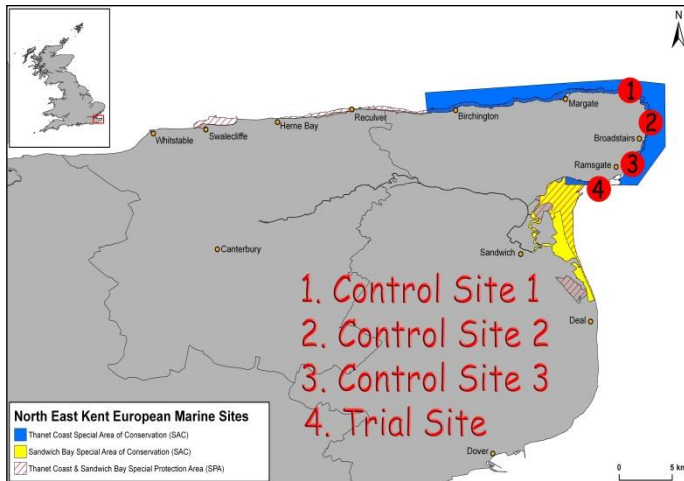 N
1
Margate
Reculver
Birchington
Herne Bay
2
Whitstable
Swalecliffe
Broadstairs
Ramsgate
3
4
Canterbury
Sandwich
1. Control Site 1
2. Control Site 2
Deal
3. Control Site 3
4. Trial Site
North East Kent European Marine Sites
Thanet Coast Special Area of Conservation (SAC)
Sandwich Bay Special Area of Conservation (SAC)
Thanet Coast & Sandwich Bay Special Protection Area (SPA)
Dover
0 5 km